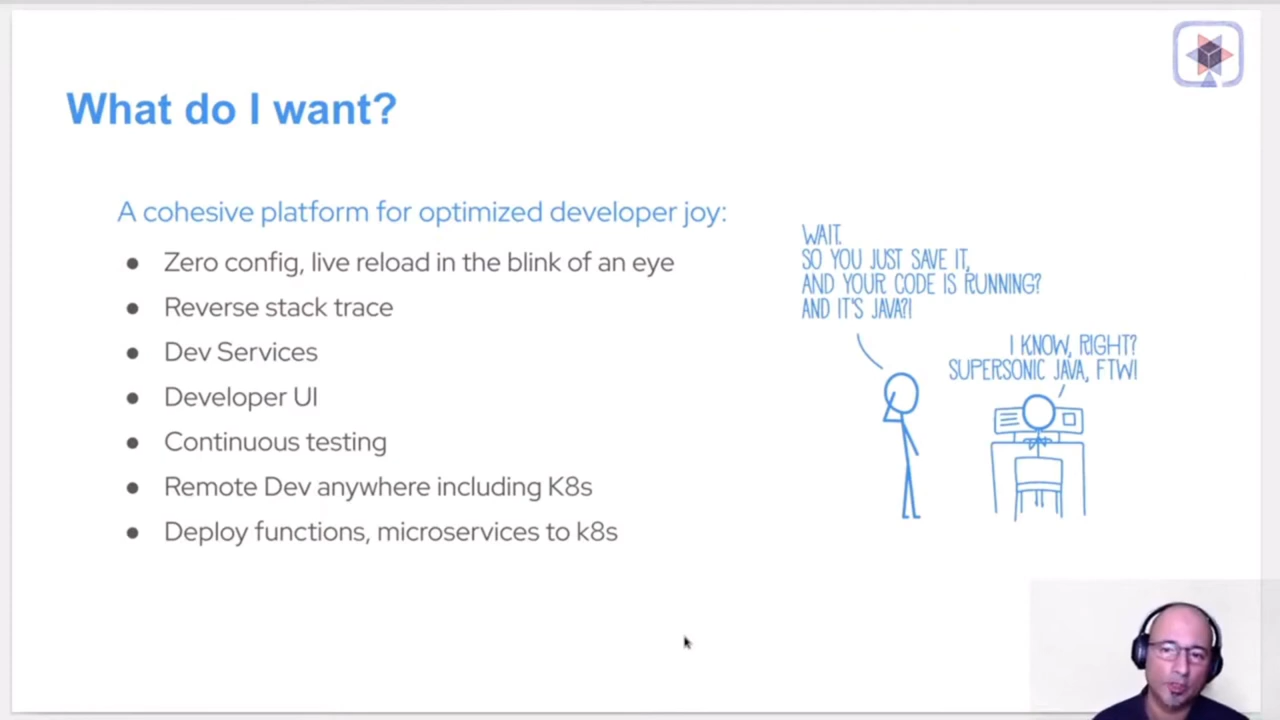 What do I want?
A cohesive platform for optimized developer joy:
● Zero config, live reload in the blink of an eye
● Reverse stack trace
● Dev Services
● Developer UI
● Continuous testing
● Remote Dev anywhere including K8s
● Deploy functions, microservices to k8s
WAIT.
SO YOU JUST SAVE IT,
AND YOUR CODE IS RUNNING?
AND IT'S JAVA?!
I KNOW, RIGHT?
SUPERSONIC JAVA, FTW!